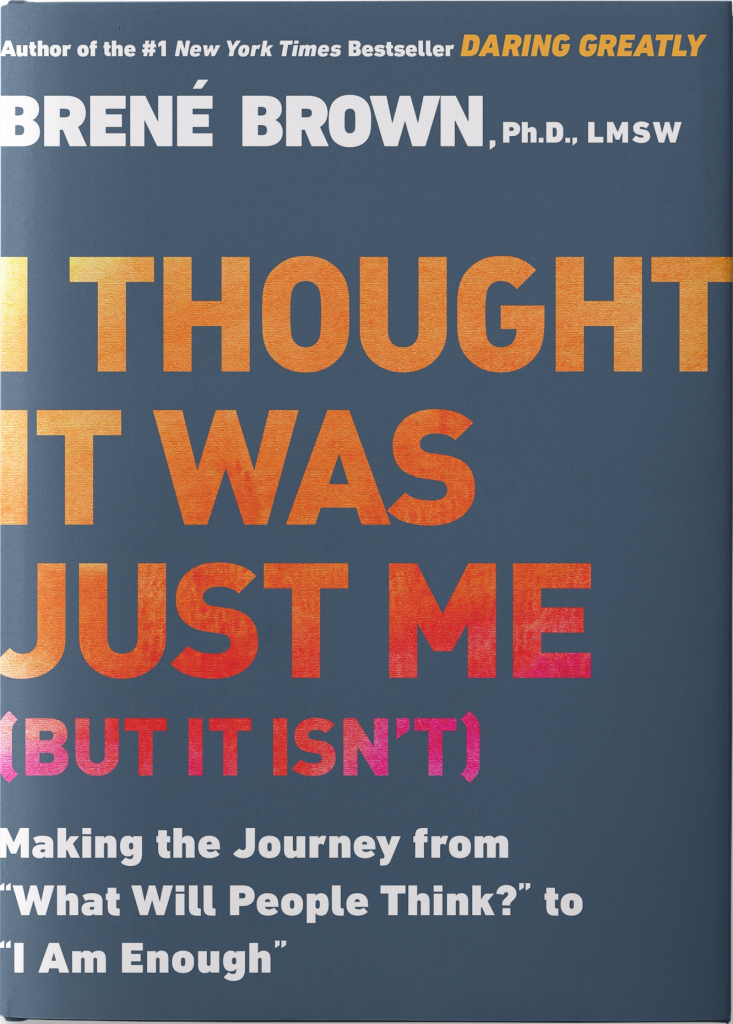 Author of the #1 New York Times Bestseller DARING GREATLY
BRENÉ BROWN, Ph.D., LMSW
I THOUGHT
IT WAS
JUST ME
(BUT IT ISN'T)
Making the Journey from
“What Will People Think?” to
“I Am Enough”